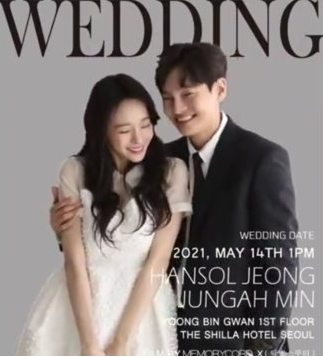 WEDDING
WEDDING DATE
2021, MAY 14TH 1PM
HANSOL JEONG
JUNGAH MIN
YOONG BIN GWAN 1ST FLOOR
THE SHILLA HOTEL SEOUL